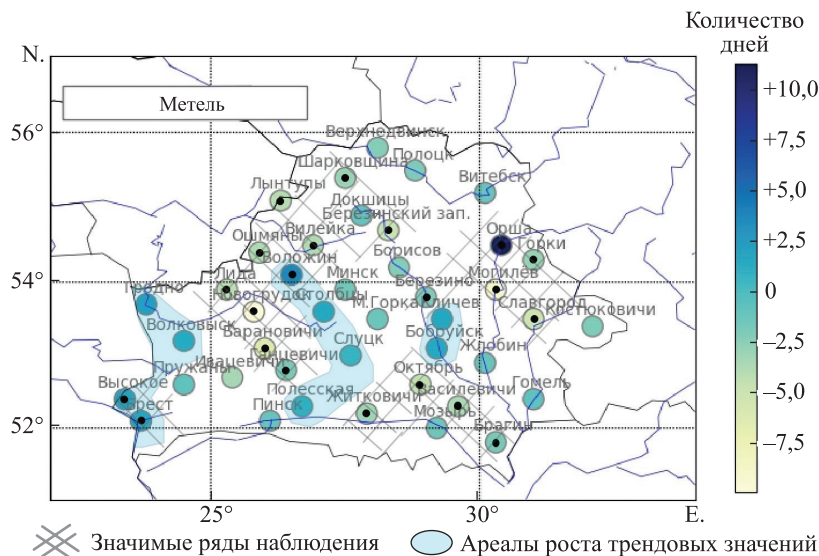 Количество
дней
N.
Метель
+10,0
+7,5
+5,0
+2,5
0
–2,5
–5,0
–7,5
56°
54°
52°
25°
30°
E.
Верхнедвинск
Полоцк
Шарковщина
Лынтупы
Витебск
Докшицы
Березинский зап.
Орша
Ошмяны
Вилейка
Борисов
Горки
Воложин
Лида
Минск
Березино
Могилев
Гродно
Новогрудок
Столбцы
М.Горка
Кличев
Славгород
Костюковичи
Волковыск
Барановичи
Слуцк
Бобруйск
Жлобин
Пружаны
Ивацевичи
Ганцевичи
Октябрь
Высокое
Брест
Полесская
Житковичи
Василевичи
Гомель
Пинск
Мозырь
Брагин
Значимые ряды наблюдения
Ареалы роста трендовых значений